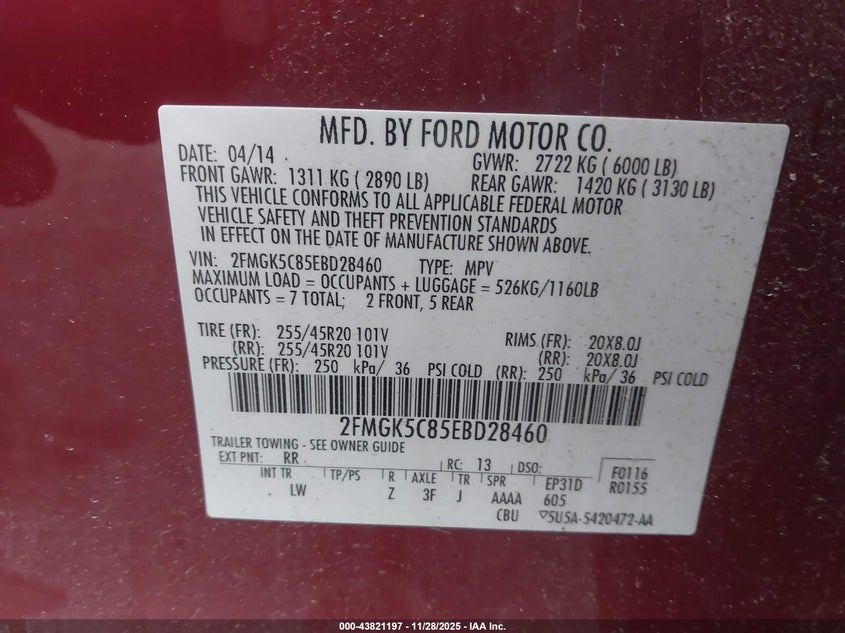 MFD. BY FORD MOTOR CO.
DATE: 04/14 GVWR: 2722 KG ( 6000 LB)
FRONT GAWR: 1311 KG ( 2890 LB) REAR GAWR: 1420 KG ( 3130 LB)
THIS VEHICLE CONFORMS TO ALL APPLICABLE FEDERAL MOTOR
VEHICLE SAFETY AND THEFT PREVENTION STANDARDS
IN EFFECT ON THE DATE OF MANUFACTURE SHOWN ABOVE.
VIN: 2FMGK5C85EBD28460 TYPE: MPV
MAXIMUM LOAD = OCCUPANTS + LUGGAGE = 526KG/1160LB
OCCUPANTS = 7 TOTAL; 2 FRONT, 5 REAR
TIRE (FR): 255/45R20 101V RIMS (FR): 20X8.0J
(RR): 255/45R20 101V (RR): 20X8.0J
PRESSURE (FR): 250 kPa/ 36 PSI COLD (RR): 250 kPa/ 36 PSI COLD
2FMGK5C85EBD28460
TRAILER TOWING - SEE OWNER GUIDE
EXT PNT: RR RC: 13 DSO: F0116
INT TR TP/PS R AXLE TR SPR EP31D R0155
LW Z 3F J AAAA 605
CBU ▽5U5A-5420472-AA
000-43821197 - 11/28/2025 - IAA Inc.